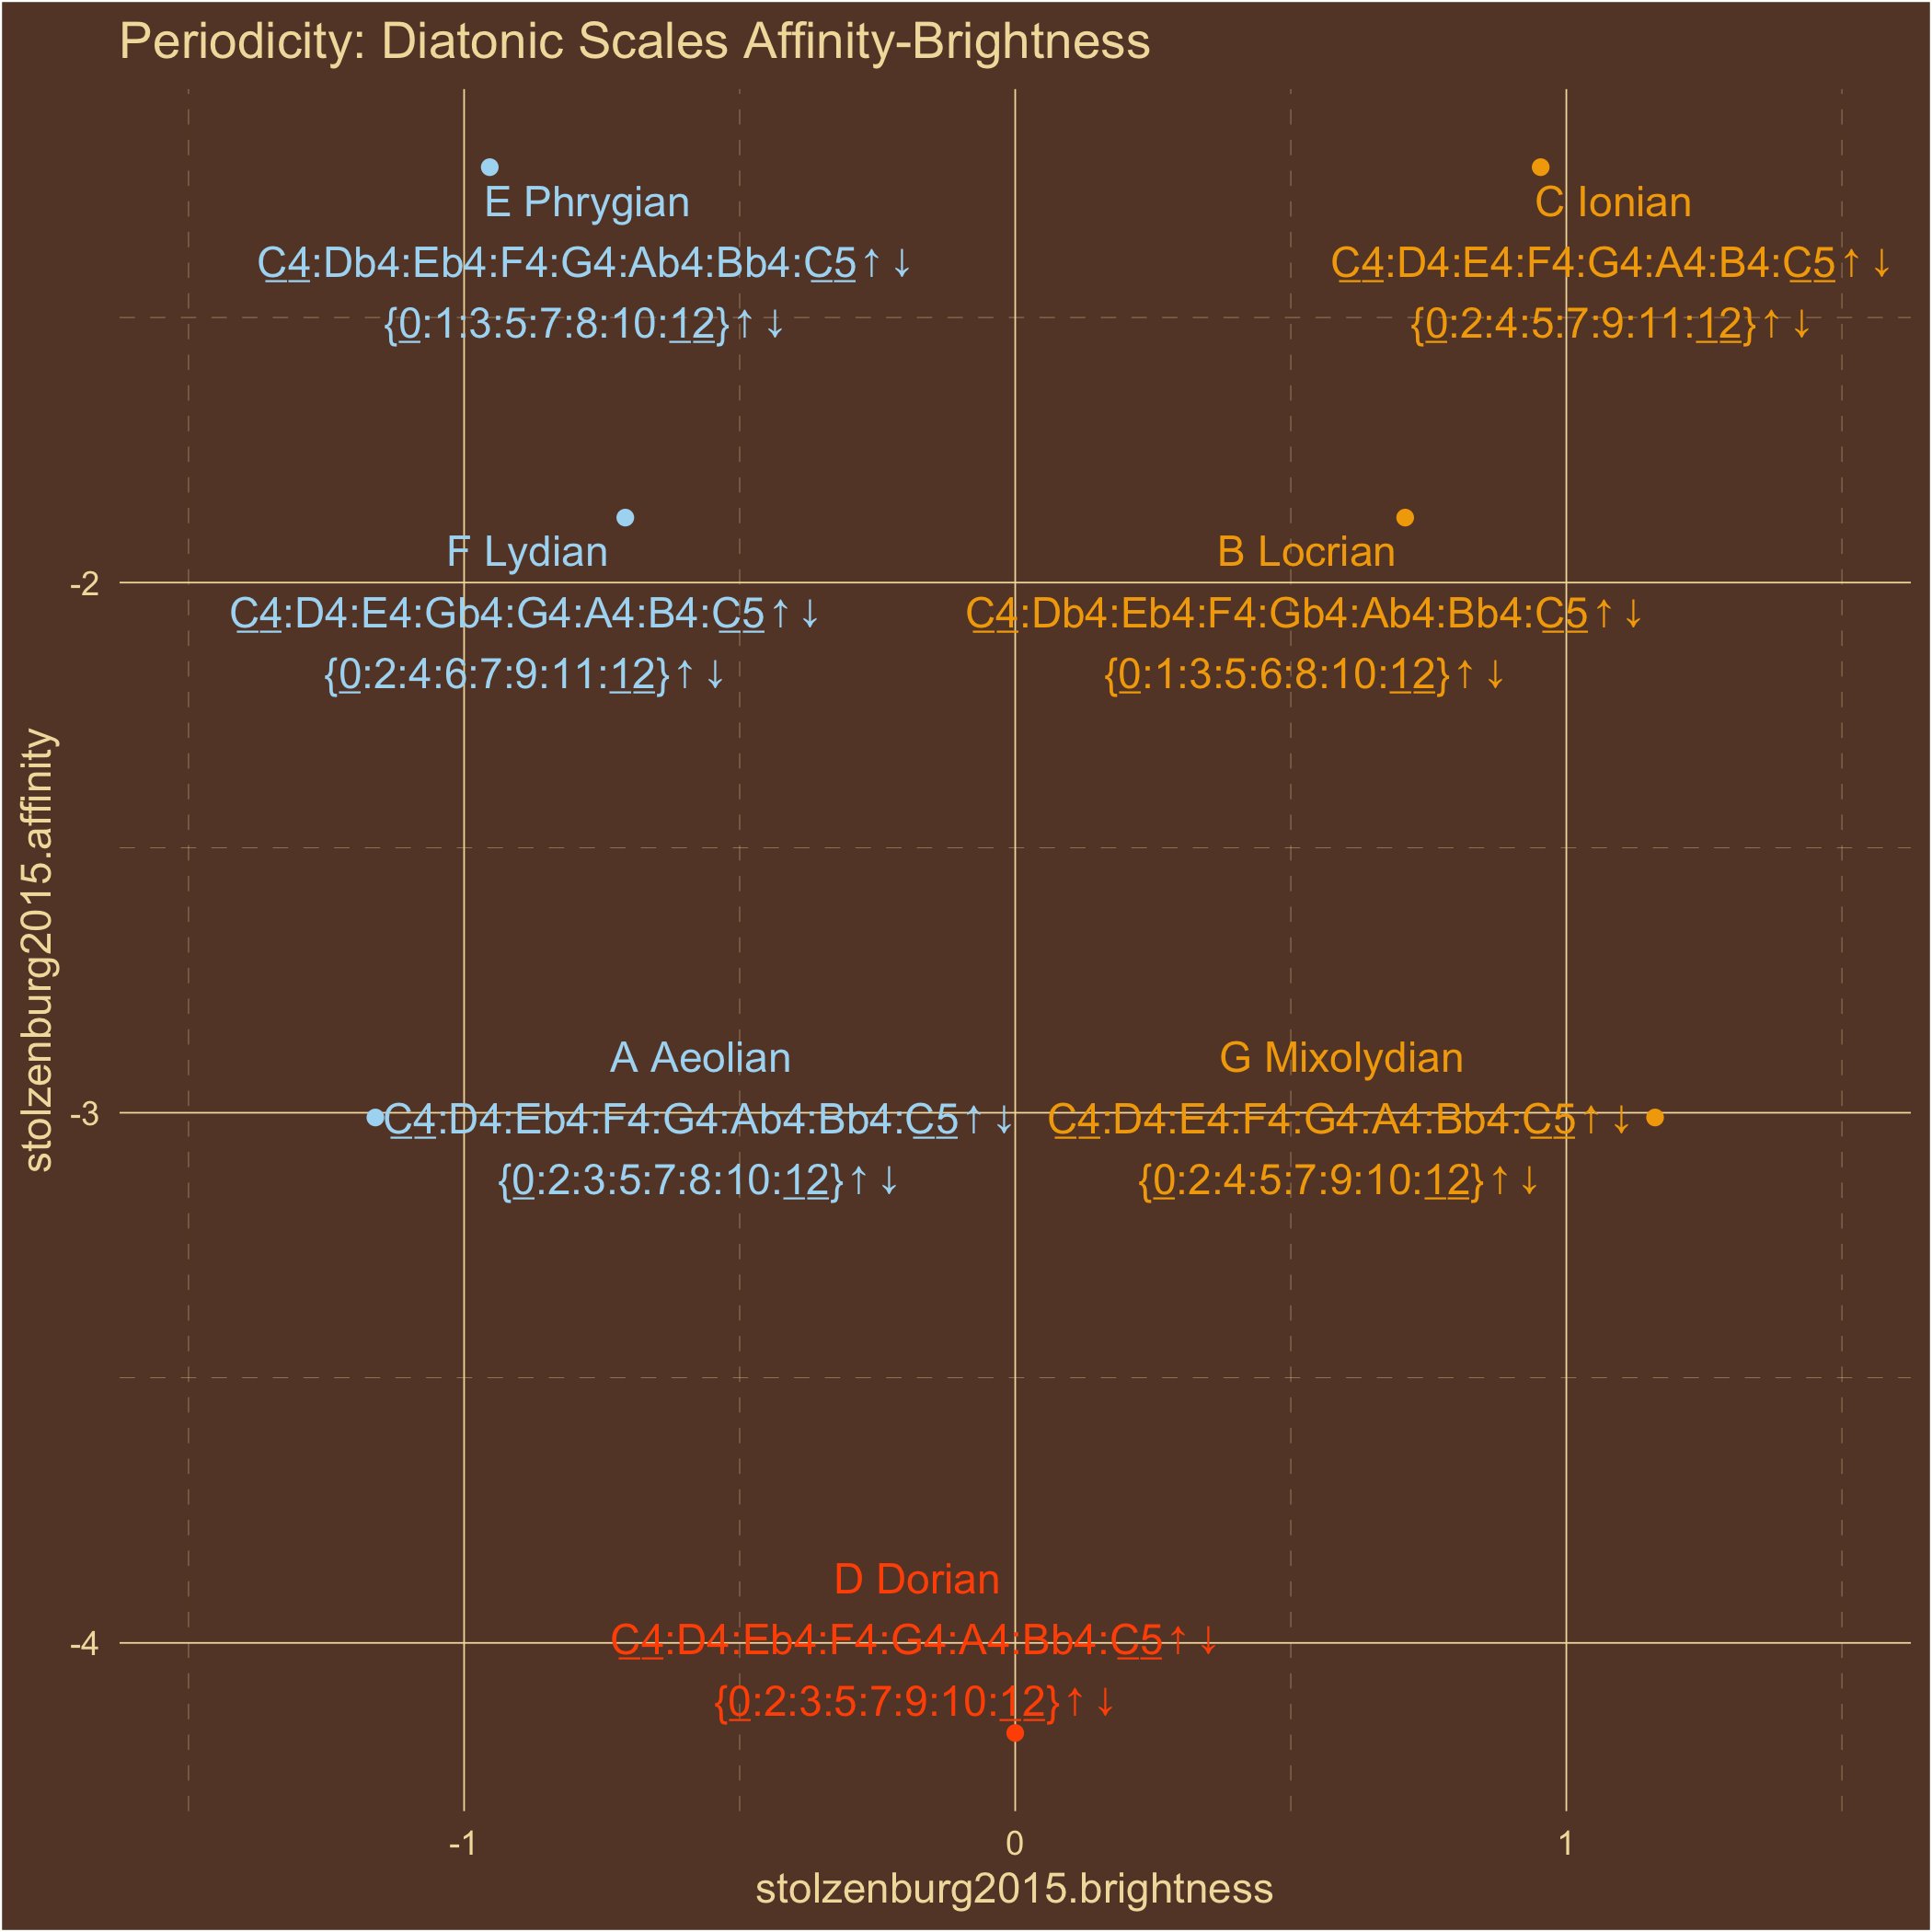 Periodicity: Diatonic Scales Affinity-Brightness
E Phrygian
C4:Db4:Eb4:F4:G4:Ab4:Bb4:C5↑↓
{0:1:3:5:7:8:10:12}↑↓
C Ionian
C4:D4:E4:F4:G4:A4:B4:C5↑↓
{0:2:4:5:7:9:11:12}↑↓
F Lydian
C4:D4:E4:Gb4:G4:A4:B4:C5↑↓
{0:2:4:6:7:9:11:12}↑↓
B Locrian
C4:Db4:Eb4:F4:Gb4:Ab4:Bb4:C5↑↓
{0:1:3:5:6:8:10:12}↑↓
A Aeolian
C4:D4:Eb4:F4:G4:Ab4:Bb4:C5↑↓
{0:2:3:5:7:8:10:12}↑↓
G Mixolydian
C4:D4:E4:F4:G4:A4:Bb4:C5↑↓
{0:2:4:5:7:9:10:12}↑↓
D Dorian
C4:D4:Eb4:F4:G4:A4:Bb4:C5↑↓
{0:2:3:5:7:9:10:12}↑↓
-2
-3
-4
stolzenburg2015.affinity
-1
0
1
stolzenburg2015.brightness